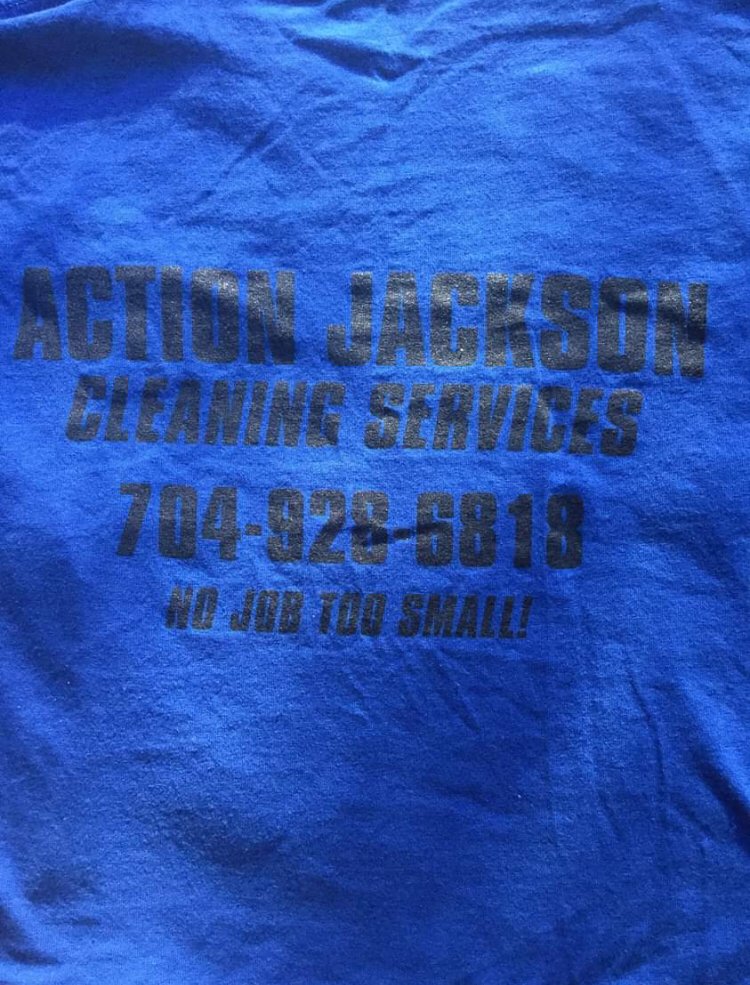 ACTION JACKSON
CLEANING SERVICES
704-928-6818
NO JOB TOO SMALL!